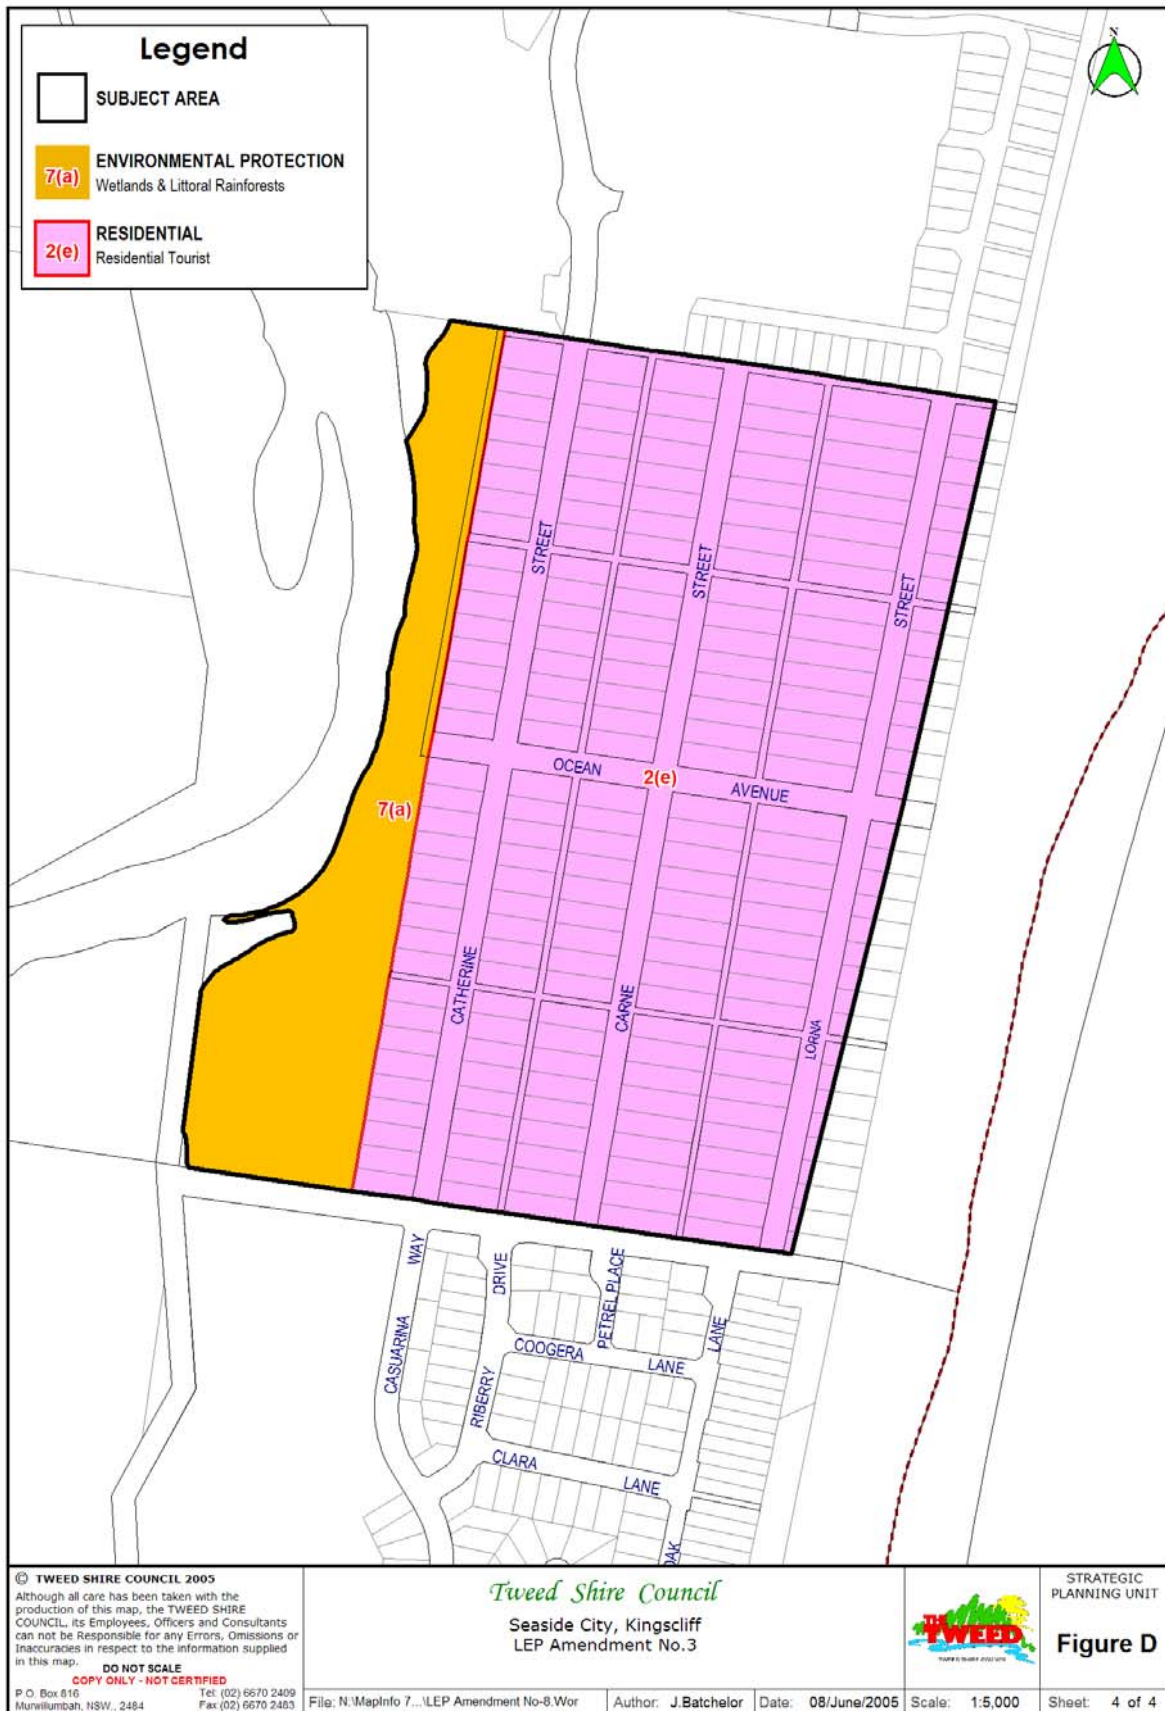 Legend
SUBJECT AREA
7(a)
ENVIRONMENTAL PROTECTION
Wetlands & Littoral Rainforests
2(e)
RESIDENTIAL
Residential Tourist
N
STREET
STREET
STREET
OCEAN
2(e)
AVENUE
7(a)
CATHERINE
CARNE
LORNA
WAY
DRIVE
PETREL PLACE
LANE
CASUARINA
COOGERA
LANE
RIBERRY
CLARA
LANE
OAK
© TWEED SHIRE COUNCIL 2005
Although all care has been taken with the
production of this map, the TWEED SHIRE
COUNCIL, its Employees, Officers and Consultants
can not be Responsible for any Errors, Omissions or
Inaccuracies in respect to the information supplied
in this map.
DO NOT SCALE
COPY ONLY - NOT CERTIFIED
P.O. Box 816
Murwillumbah, NSW., 2484
Tel: (02) 6670 2409
Fax (02) 6670 2483
Tweed Shire Council
Seaside City, Kingscliff
LEP Amendment No.3
THE
TWEED
TWEED SHIRE COUNCIL
STRATEGIC
PLANNING UNIT
Figure D
File: N:\MapInfo 7...\LEP Amendment No-8.Wor
Author: J.Batchelor
Date: 08/June/2005
Scale: 1:5,000
Sheet: 4 of 4